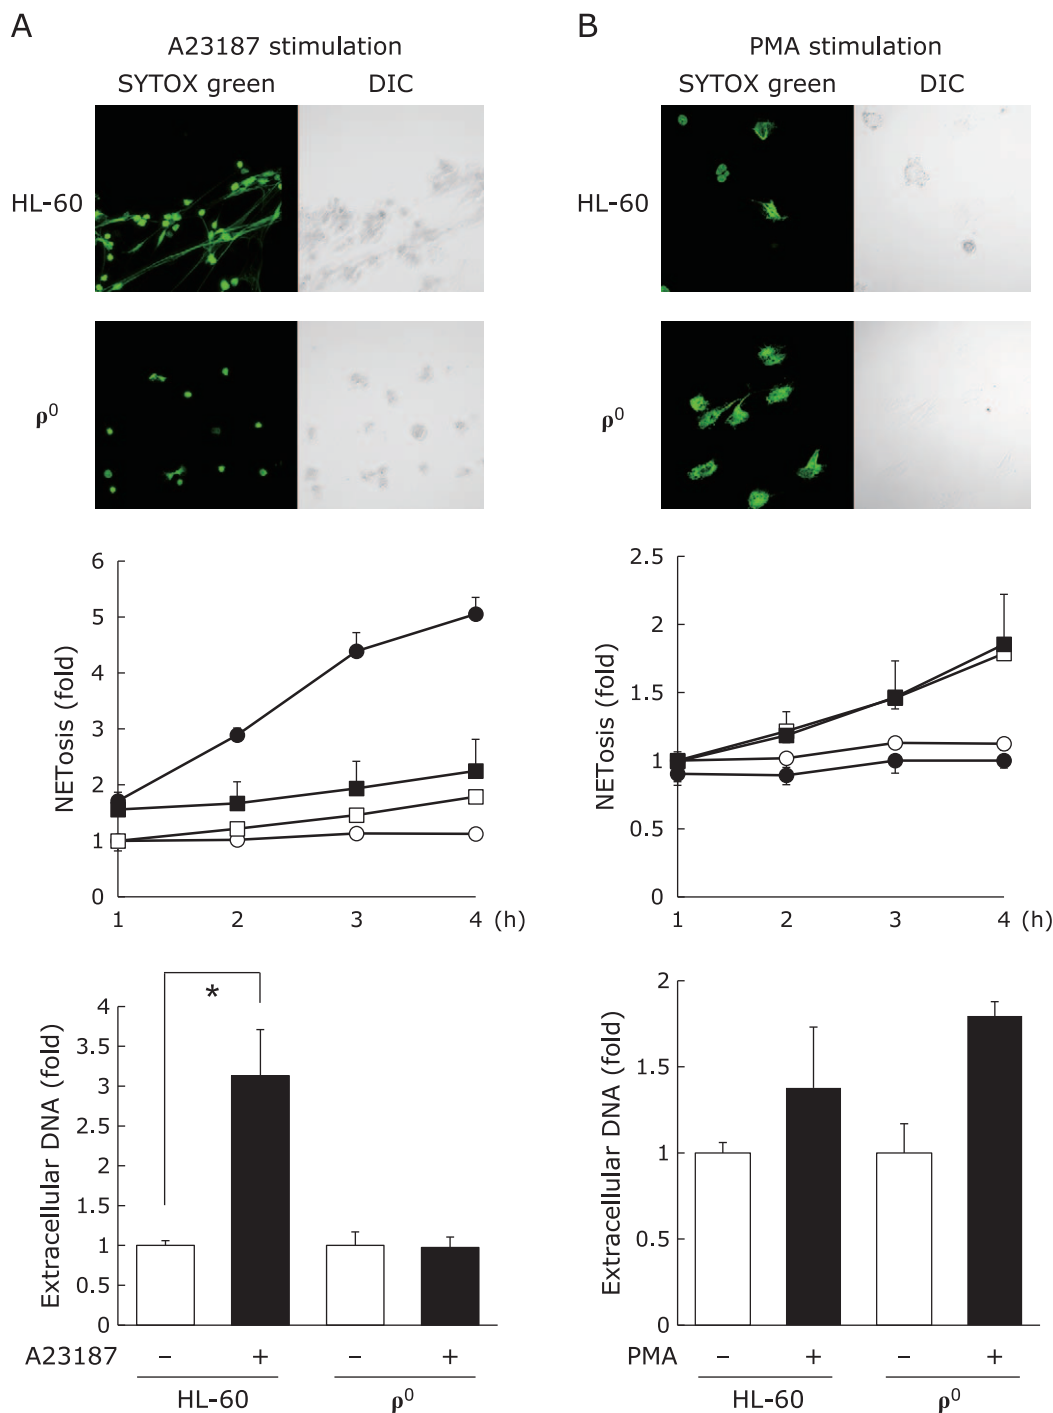 A
A23187 stimulation
SYTOX green DIC
HL-60
ρ0
NETosis (fold)
6
5
4
3
2
1
0
1 2 3 4 (h)
Extracellular DNA (fold)
4
3.5
3
2.5
2
1.5
1
0.5
0
*
A23187 – + – +
HL-60 ρ0
B
PMA stimulation
SYTOX green DIC
HL-60
ρ0
NETosis (fold)
2.5
2
1.5
1
0.5
0
1 2 3 4 (h)
Extracellular DNA (fold)
2
1.5
1
0.5
0
PMA – + – +
HL-60 ρ0